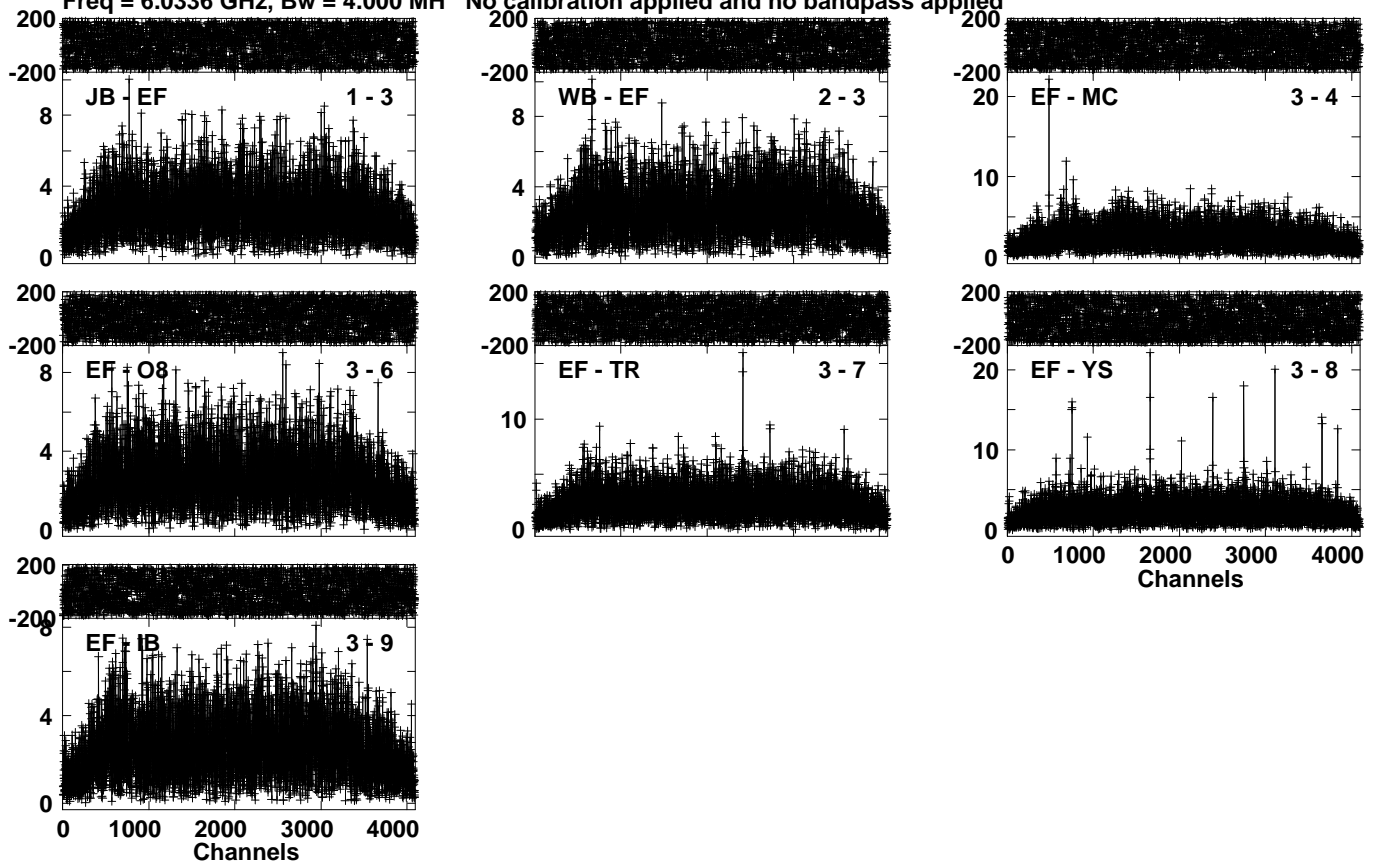 Freq = 6.0336 GHz, Bw = 4.000 MH No calibration applied and no bandpass applied
200 200 200
-200 -200 -200
JB - EF 1 - 3 WB - EF 2 - 3 EF - MC 3 - 4
8 8 20
4 4 10
0 0 0
200 200 200
-200 -200 -200
EF - O8 3 - 6 EF - TR 3 - 7 EF - YS 3 - 8
8 10 20
4 10
0 0 0
0 1000 2000 3000 4000
Channels
200
-200
8
EF - IB 3 - 9
4
0
0 1000 2000 3000 4000
Channels